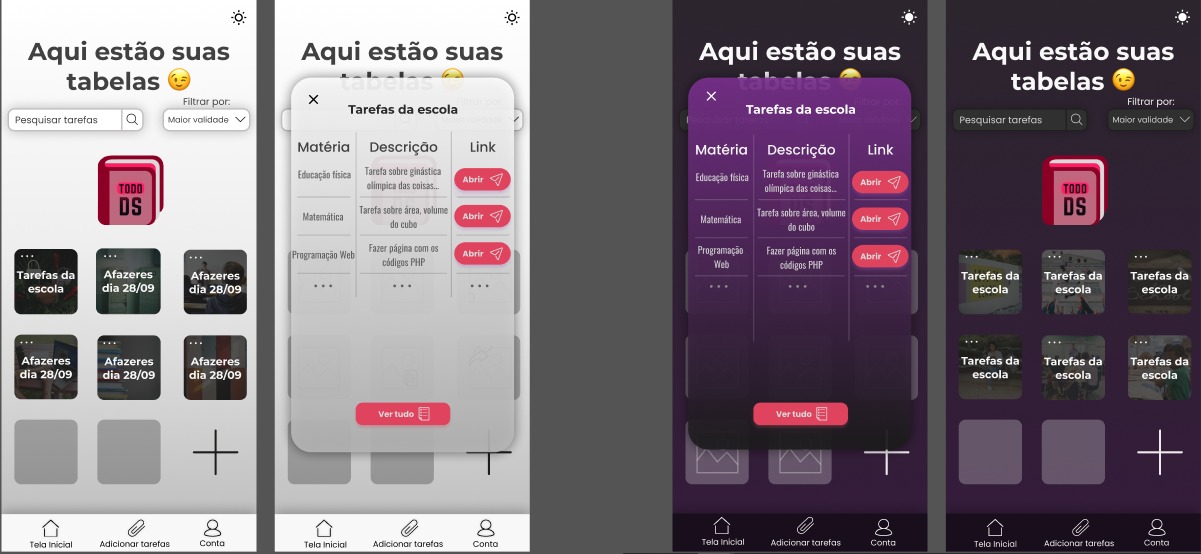 Aqui estão suas
tabelas 😉
Filtrar por:
Pesquisar tarefas
Maior validade
TODO
DS
Tarefas da
escola
Afazeres
dia 28/09
Afazeres
dia 28/09
Afazeres
dia 28/09
Afazeres
dia 28/09
Afazeres
dia 28/09
Tela Inicial
Adicionar tarefas
Conta
Aqui estão suas
tabelas 😉
Tarefas da escola
Matéria
Descrição
Link
Educação física
Tarefa sobre ginástica
olímpica das coisas...
Abrir
Matemática
Tarefa sobre área, volume
do cubo
Abrir
Programação Web
Fazer página com os
códigos PHP
Abrir
...
...
...
Ver tudo
Tela Inicial
Adicionar tarefas
Conta
Aqui estão suas
tabelas 😉
Tarefas da escola
Matéria
Descrição
Link
Educação física
Tarefa sobre ginástica
olímpica das coisas...
Abrir
Matemática
Tarefa sobre área, volume
do cubo
Abrir
Programação
Web
Fazer página com os
códigos PHP
Abrir
...
...
...
Ver tudo
Tela Inicial
Adicionar tarefas
Conta
Aqui estão suas
tabelas 😉
Filtrar por:
Pesquisar tarefas
Maior validade
TODO
DS
Tarefas da
escola
Tarefas da
escola
Tarefas da
escola
Tarefas da
escola
Tarefas da
escola
Tarefas da
escola
Tela Inicial
Adicionar tarefas
Conta